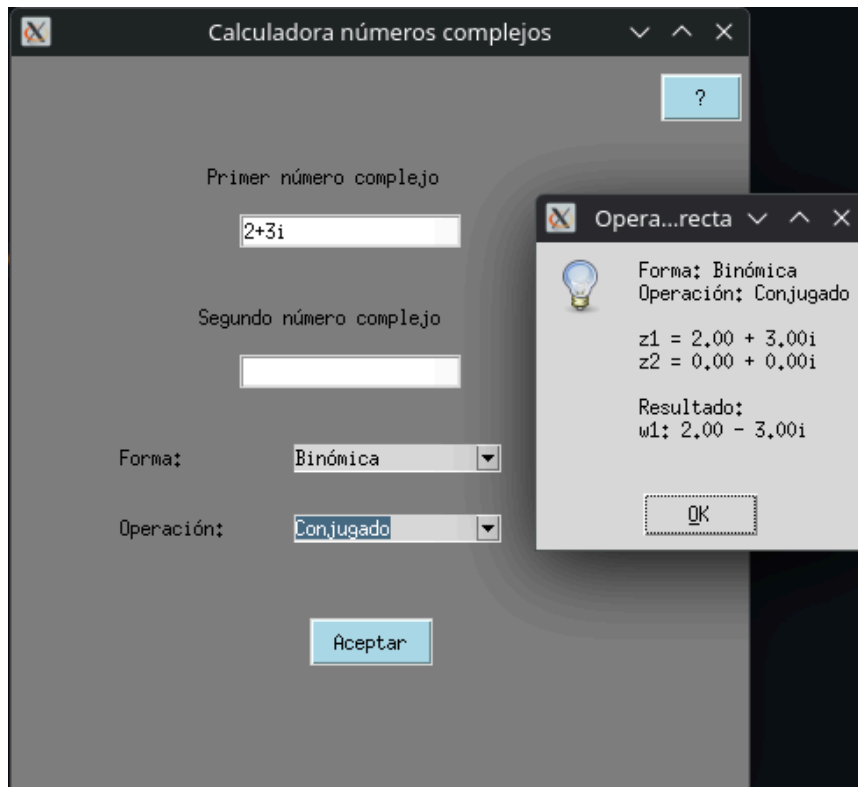 Calculadora números complejos
?
Primer número complejo
2+3i
Segundo número complejo
Forma: Binómica
Operación: Conjugado
Aceptar
Opera...recta
Forma: Binómica
Operación: Conjugado
z1 = 2.00 + 3.00i
z2 = 0.00 + 0.00i
Resultado:
w1: 2.00 - 3.00i
OK